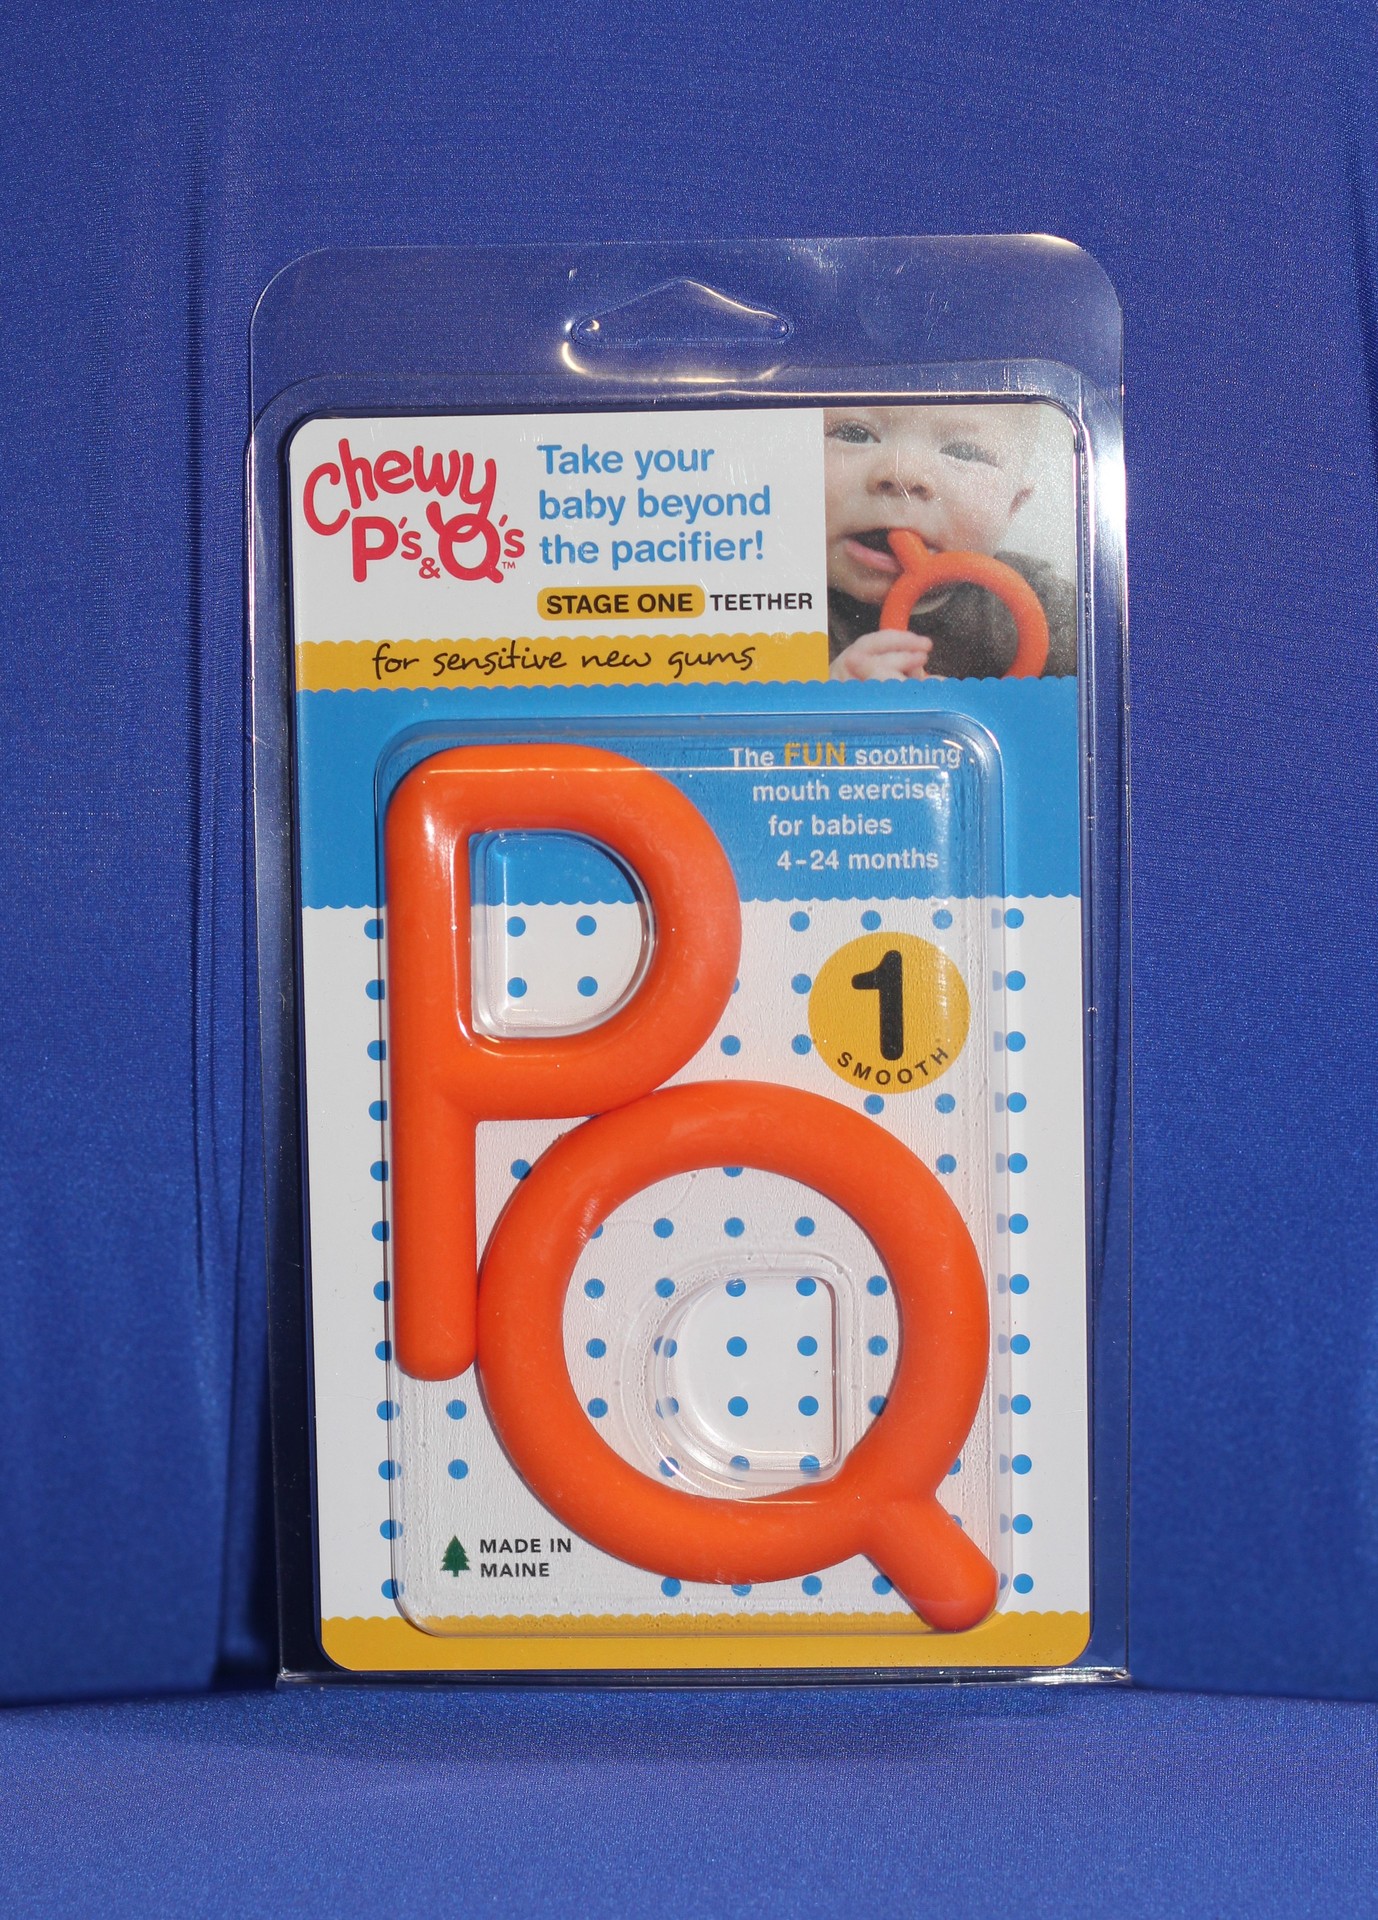 Chewy
P's & Q's™
Take your
baby beyond
the pacifier!
STAGE ONE TEETHER
for sensitive new gums
The FUN soothing
mouth exerciser
for babies
4-24 months
1
SMOOTH
MADE IN
MAINE